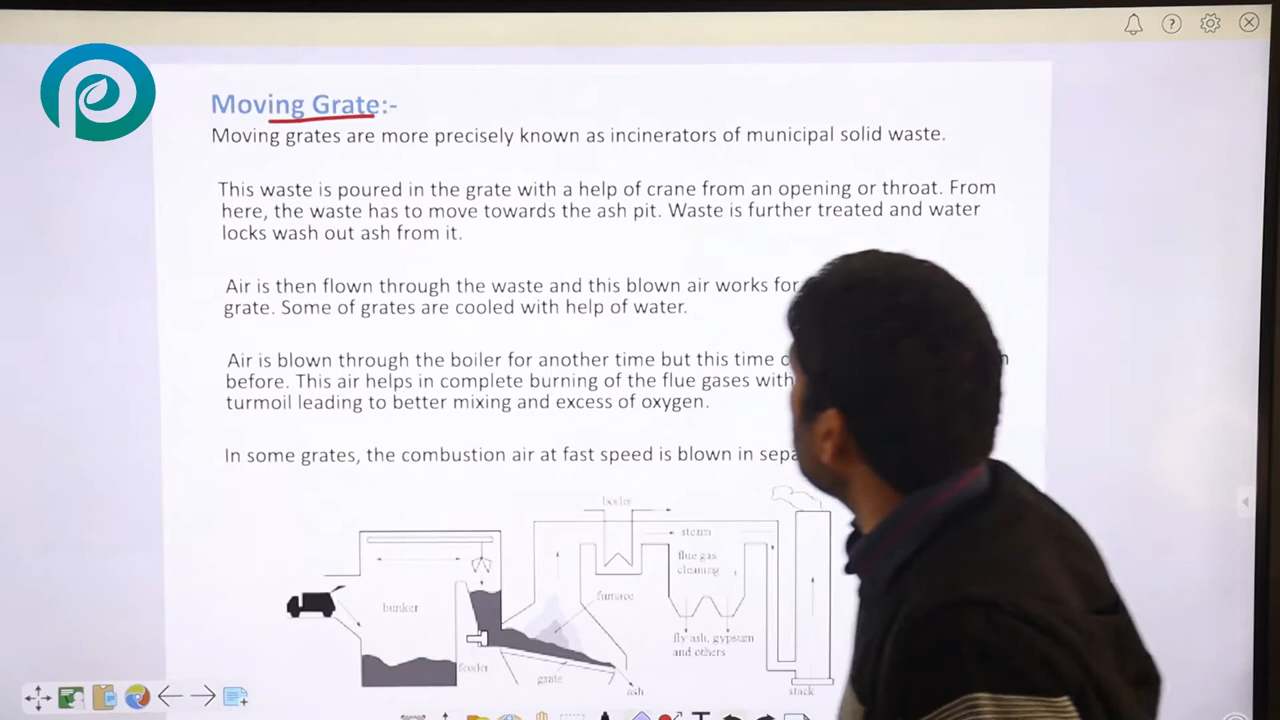 Moving Grate:-
Moving grates are more precisely known as incinerators of municipal solid waste.
This waste is poured in the grate with a help of crane from an opening or throat. From
here, the waste has to move towards the ash pit. Waste is further treated and water
locks wash out ash from it.
Air is then flown through the waste and this blown air works for
grate. Some of grates are cooled with help of water.
Air is blown through the boiler for another time but this time
before. This air helps in complete burning of the flue gases with
turmoil leading to better mixing and excess of oxygen.
In some grates, the combustion air at fast speed is blown in
boiler
steam
flue gas
cleaning
furnace
bunker
fly ash, gypsum
and others
feeder
grate
ash
stack